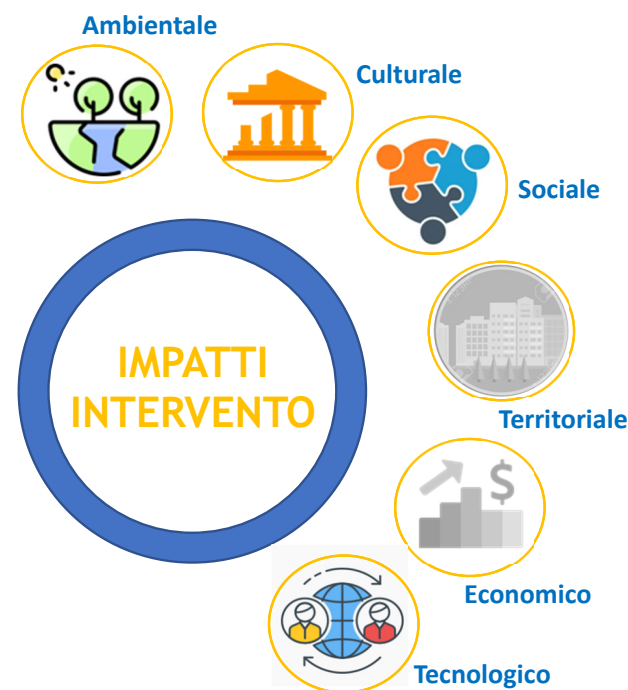 Ambientale
Culturale
Sociale
IMPATTI
INTERVENTO
Territoriale
$
Economico
Tecnologico